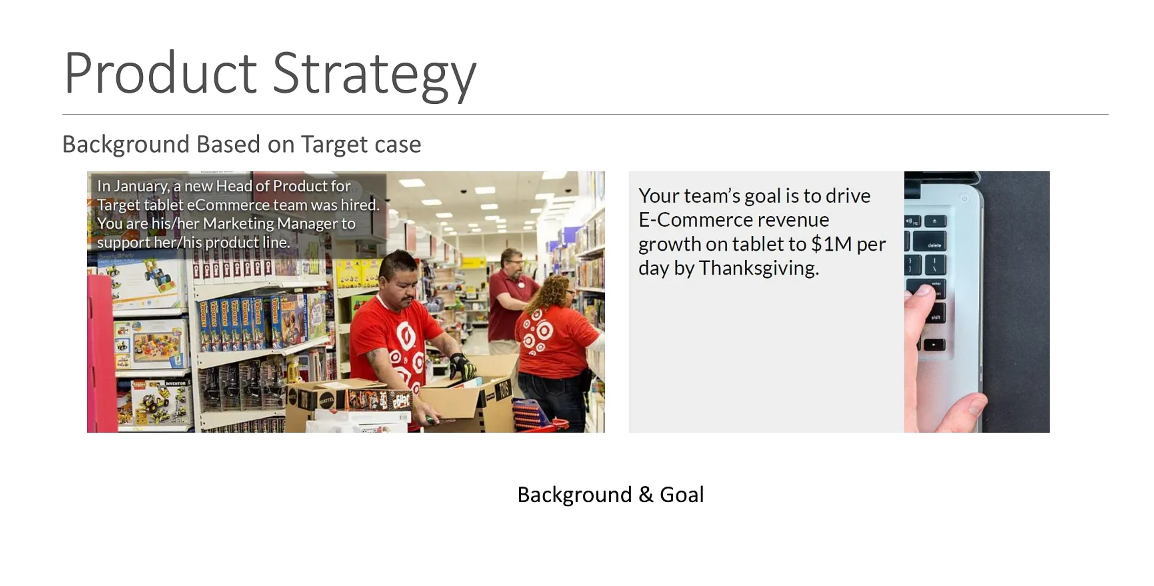 Product Strategy
Background Based on Target case
In January, a new Head of Product for
Target tablet eCommerce team was hired.
You are his/her Marketing Manager to
support her/his product line.
Your team's goal is to drive
E-Commerce revenue
growth on tablet to $1M per
day by Thanksgiving.
delete
Background & Goal